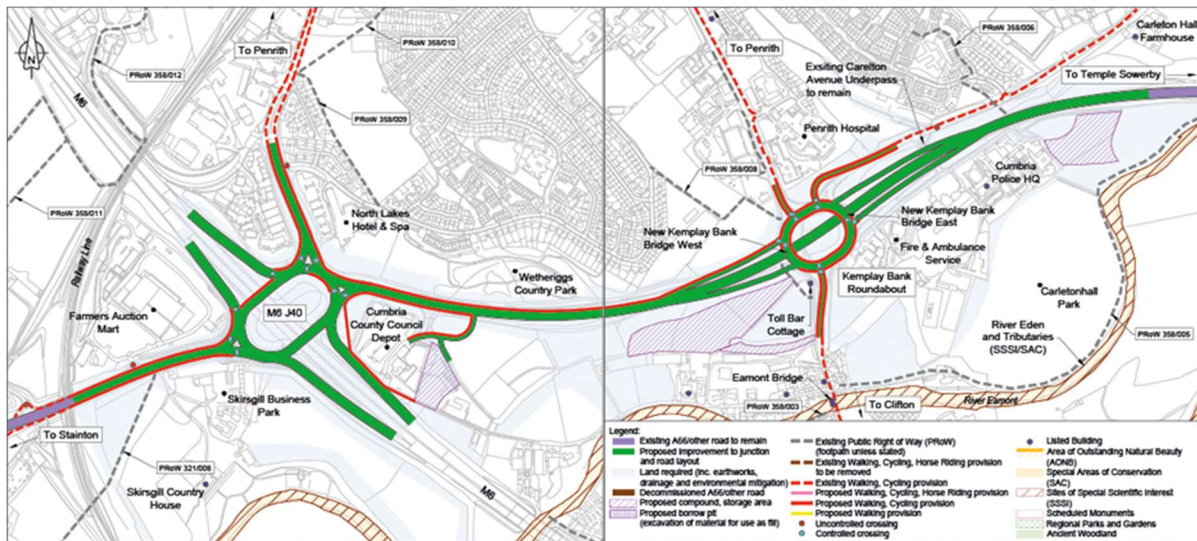 To Penrith
PRoW 358/010
PRoW 358/012
M6
N
PRoW 358/009
PRoW 358/011
Railway Line
North Lakes
Hotel & Spa
Wetheriggs
Country Park
Farmers Auction
Mart
M6 J40
Cumbria
County Council
Depot
Skirsgill Business
Park
To Stainton
PRoW 321/008
Skirsgill Country
House
M6
To Penrith
PRoW 358/006
Carleton Hall
Farmhouse
Exsiting Carelton
Avenue Underpass
to remain
To Temple Sowerby
Penrith Hospital
PRoW 358/008
Cumbria
Police HQ
New Kemplay Bank
Bridge West
New Kemplay Bank
Bridge East
Fire & Ambulance
Service
Kemplay Bank
Roundabout
Toll Bar
Cottage
Carletonhall
Park
River Eden
and Tributaries
(SSSI/SAC)
PRoW 358/005
Eamont Bridge
PRoW 358/003
To Clifton
River Eamont
Legend:
Existing A66/other road to remain
Proposed Improvement to junction
and road layout
Land required (inc. earthworks,
drainage and environmental mitigation)
Decommissioned A66/other road
Proposed compound, storage area
Proposed borrow pit
(excavation of material for use as fill)
Existing Public Right of Way (PRoW)
(footpath unless stated)
Existing Walking, Cycling, Horse Riding provision
to be removed
Existing Walking, Cycling provision
Proposed Walking, Cycling, Horse Riding provision
Proposed Walking, Cycling provision
Proposed Walking provision
Uncontrolled crossing
Controlled crossing
Listed Building
Area of Outstanding Natural Beauty
(AONB)
Special Areas of Conservation
(SAC)
Sites of Special Scientific Interest
(SSSI)
Scheduled Monuments
Regional Parks and Gardens
Ancient Woodland